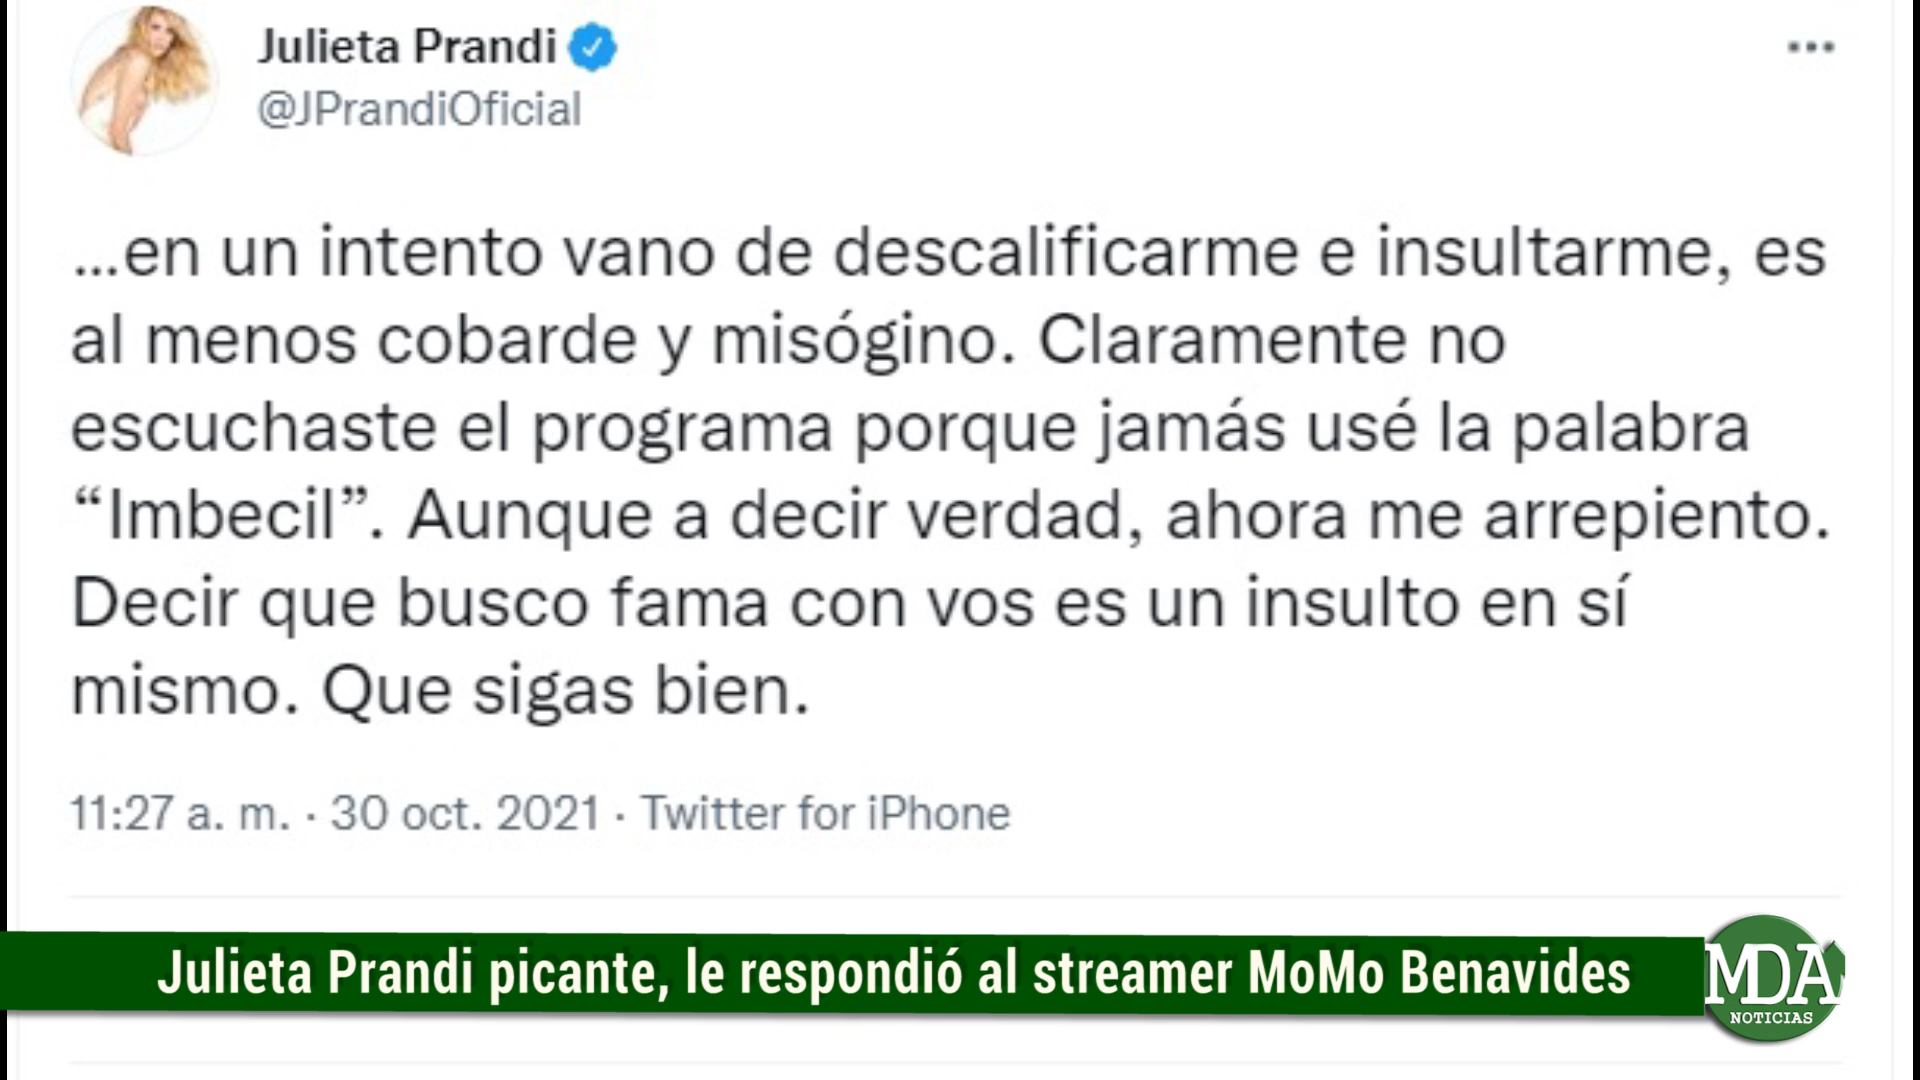 Julieta Prandi
@JPrandiOficial
...en un intento vano de descalificarme e insultarme, es
al menos cobarde y misógino. Claramente no
escuchaste el programa porque jamás usé la palabra
“Imbecil”. Aunque a decir verdad, ahora me arrepiento.
Decir que busco fama con vos es un insulto en sí
mismo. Que sigas bien.
11:27 a. m. · 30 oct. 2021 · Twitter for iPhone
Julieta Prandi picante, le respondió al streamer MoMo Benavides
MDA
NOTICIAS